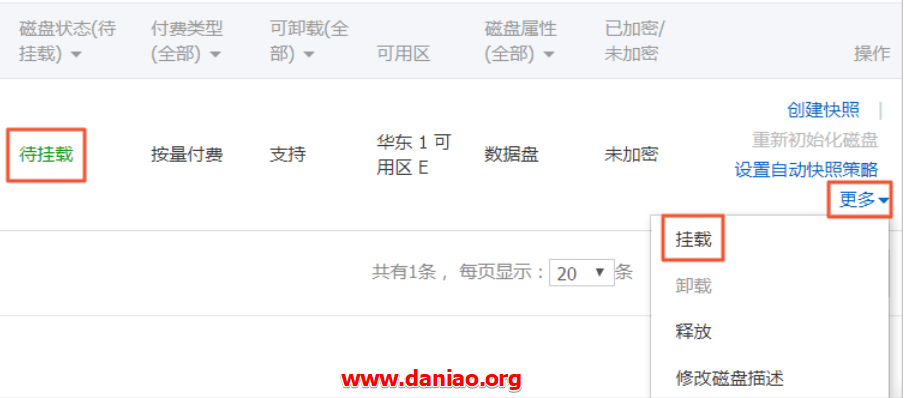 磁盘状态(待挂载)
付费类型(全部)
可卸载(全部)
可用区
磁盘属性(全部)
已加密/未加密
操作
待挂载
按量付费
支持
华东 1 可用区 E
数据盘
未加密
创建快照 |
重新初始化磁盘
设置自动快照策略
更多
挂载
卸载
释放
修改磁盘描述
共有1条， 每页显示： 20 条
www.daniao.org